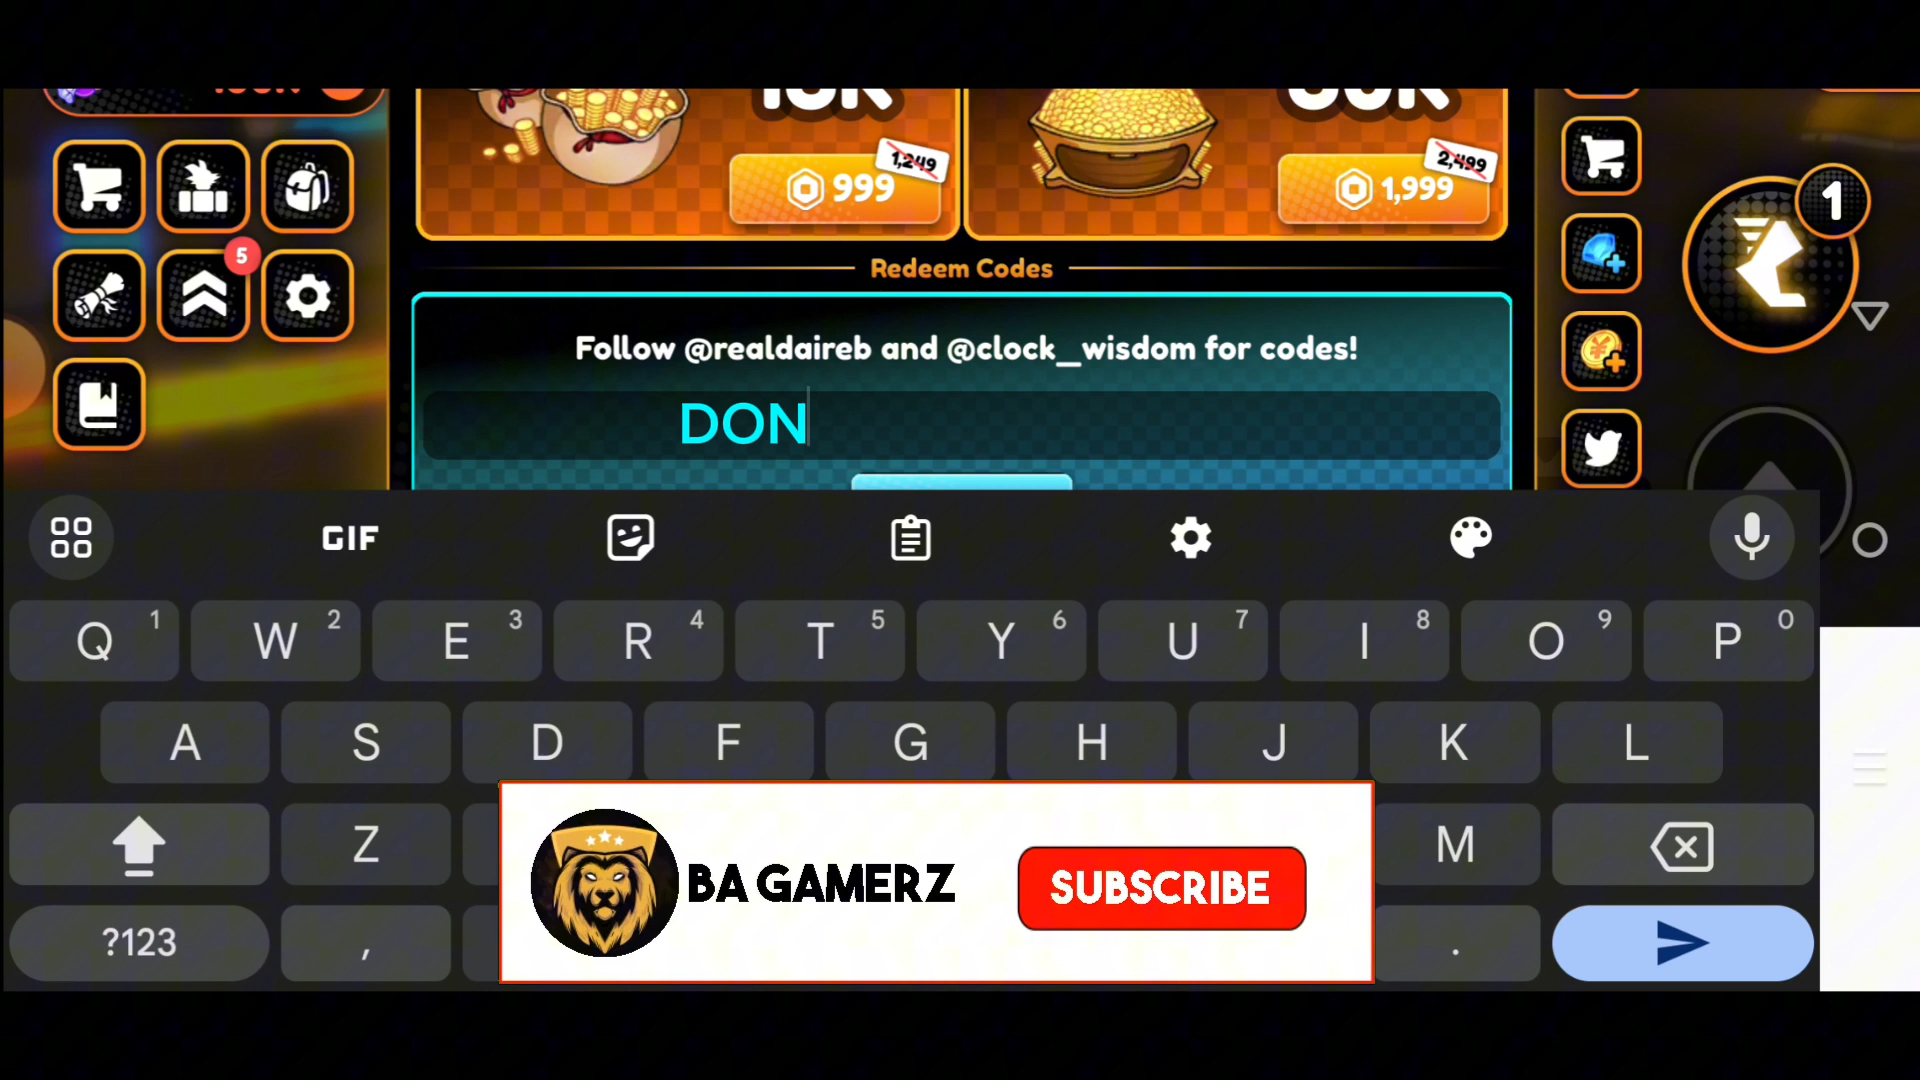 1,249
2,499
999
1,999
5
1
Redeem Codes
Follow @realdaireb and @clock_wisdom for codes!
DON
GIF
Q 1 W 2 E 3 R 4 T 5 Y 6 U 7 I 8 O 9 P 0
A S D F G H J K L
Z M
BA GAMERZ SUBSCRIBE
?123 , .